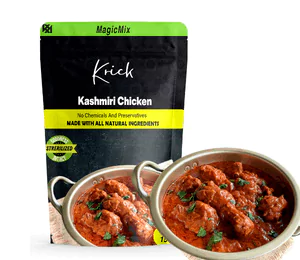 MagicMix
Krick
Kashmiri Chicken
No Chemicals And Preservatives
MADE WITH ALL NATURAL INGREDIENTS
STERILIZED